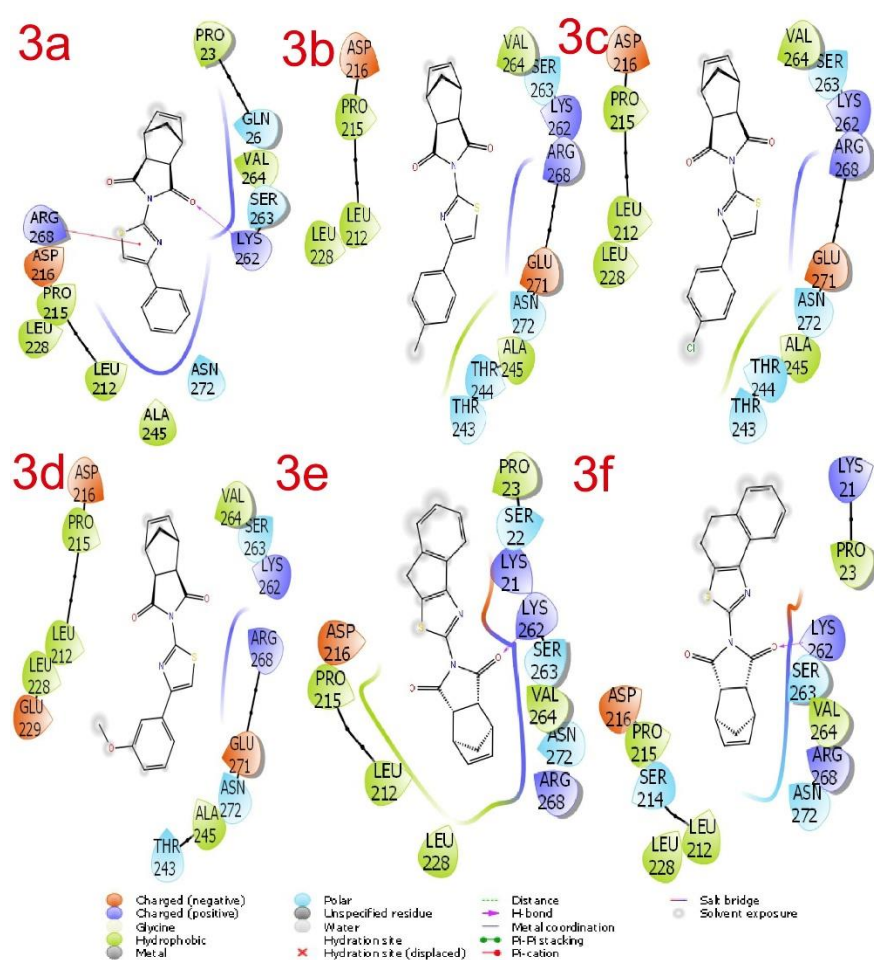 3a
PRO
23
GLN
26
VAL
264
SER
263
LYS
262
ARG
268
ASP
216
PRO
215
LEU
228
LEU
212
ASN
272
ALA
245
O
O
N
S
N
3b
ASP
216
PRO
215
LEU
212
LEU
228
VAL
264
SER
263
LYS
262
ARG
268
GLU
271
ASN
272
ALA
245
THR
244
THR
243
O
O
N
N
S
3c
ASP
216
PRO
215
LEU
212
LEU
228
VAL
264
SER
263
LYS
262
ARG
268
GLU
271
ASN
272
ALA
245
THR
244
THR
243
O
O
N
N
S
Cl
3d
ASP
216
PRO
215
LEU
212
LEU
228
GLU
229
VAL
264
SER
263
LYS
262
ARG
268
GLU
271
ASN
272
ALA
245
THR
243
O
O
N
N
S
O
3e
PRO
23
SER
22
LYS
21
LYS
262
SER
263
VAL
264
ASN
272
ARG
268
ASP
216
PRO
215
LEU
212
LEU
228
S
N
N
O
O
3f
LYS
21
PRO
23
LYS
262
SER
263
VAL
264
ARG
268
ASN
272
ASP
216
PRO
215
SER
214
LEU
212
LEU
228
S
N
N
O
O
Charged (negative)
Charged (positive)
Glycine
Hydrophobic
Metal
Polar
Unspecified residue
Water
Hydration site
Hydration site (displaced)
Distance
H-bond
Metal coordination
Pi-Pi stacking
Pi-cation
Salt bridge
Solvent exposure